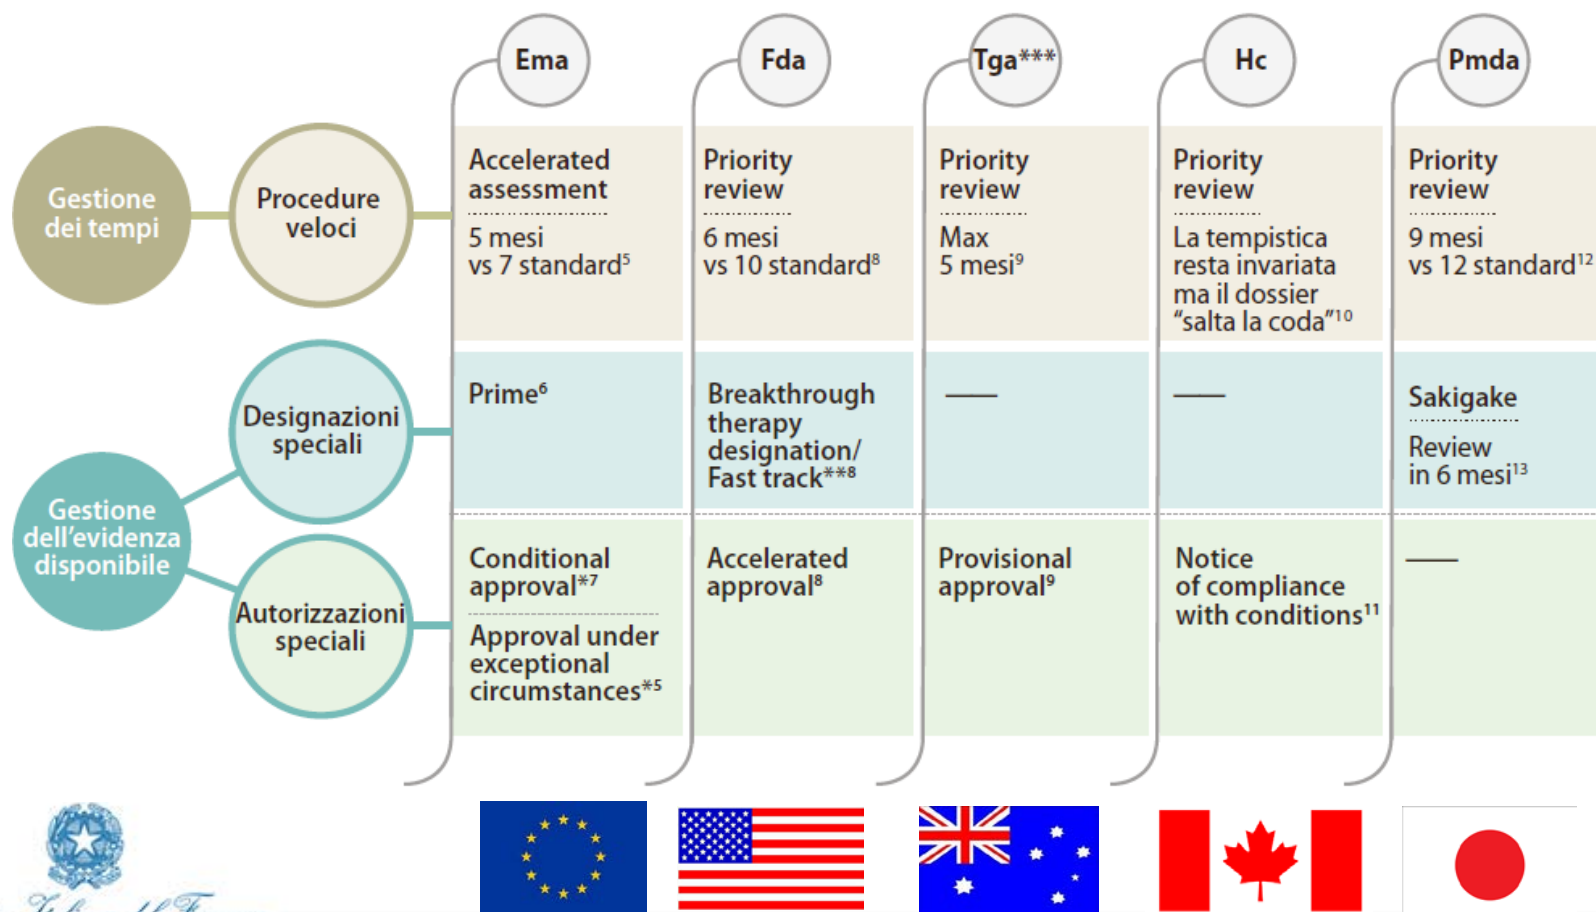 Ema
Fda
Tga***
Hc
Pmda
Gestione
dei tempi
Procedure
veloci
Accelerated
assessment
5 mesi
vs 7 standard⁵
Priority
review
6 mesi
vs 10 standard⁸
Priority
review
Max
5 mesi⁹
Priority
review
La tempistica
resta invariata
ma il dossier
“salta la coda”¹⁰
Priority
review
9 mesi
vs 12 standard¹²
Gestione
dell’evidenza
disponibile
Designazioni
speciali
Prime⁶
Breakthrough
therapy
designation/
Fast track**⁸
——
——
Sakigake
Review
in 6 mesi¹³
Autorizzazioni
speciali
Conditional
approval*⁷
Approval under
exceptional
circumstances*⁵
Accelerated
approval⁸
Provisional
approval⁹
Notice
of compliance
with conditions¹¹
——